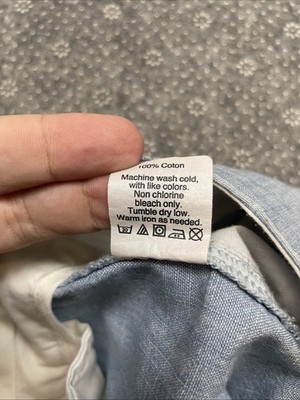 100% Coton
Machine wash cold,
with like colors.
Non chlorine
bleach only.
Tumble dry low.
Warm iron as needed.